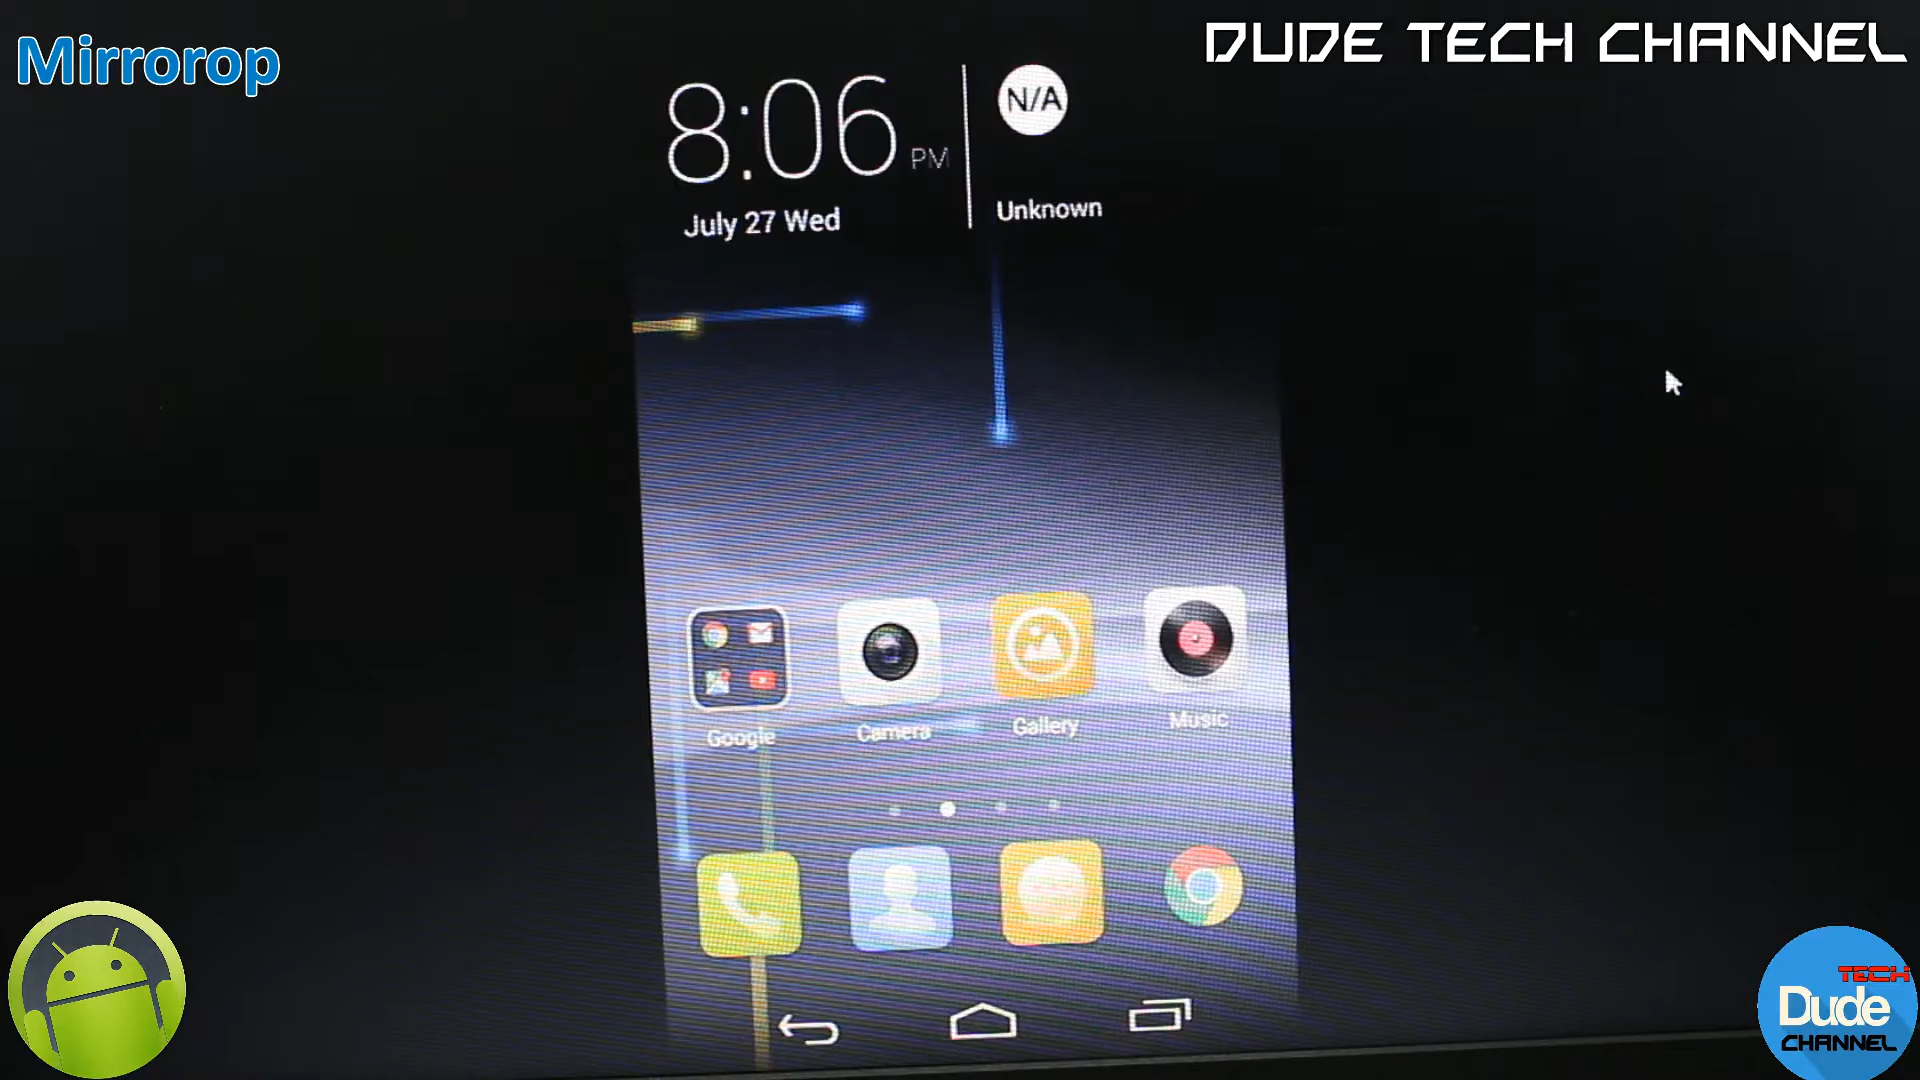 Mirrorop
DUDE TECH CHANNEL
8:06 PM
July 27 Wed
N/A
Unknown
Google
Camera
Gallery
Music
TECH
Dude
CHANNEL